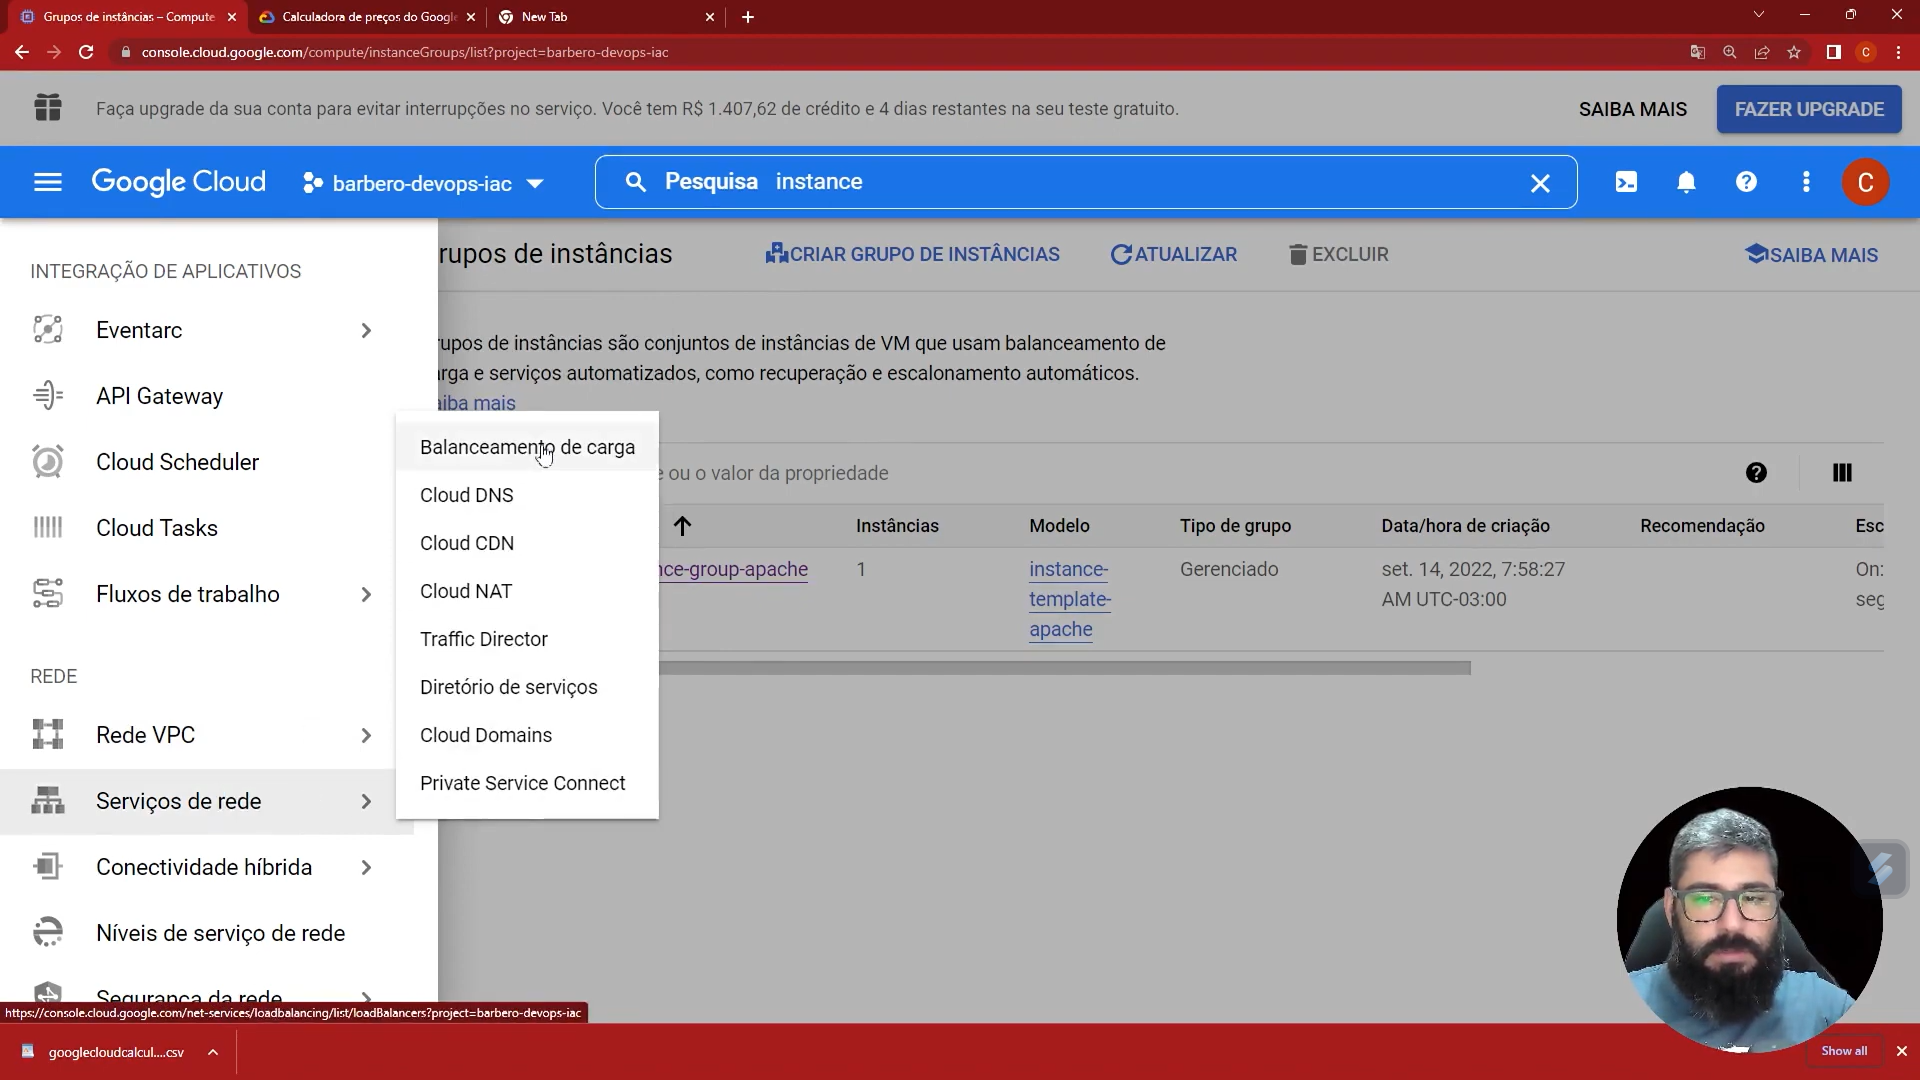 Grupos de instâncias – Compute
Calculadora de preços do Google
New Tab
console.cloud.google.com/compute/instanceGroups/list?project=barbero-devops-iac
C
Faça upgrade da sua conta para evitar interrupções no serviço. Você tem R$ 1.407,62 de crédito e 4 dias restantes na seu teste gratuito.
SAIBA MAIS
FAZER UPGRADE
Google Cloud
barbero-devops-iac
Pesquisa instance
C
rupos de instâncias
CRIAR GRUPO DE INSTÂNCIAS
ATUALIZAR
EXCLUIR
SAIBA MAIS
INTEGRAÇÃO DE APLICATIVOS
Eventarc
API Gateway
Cloud Scheduler
Cloud Tasks
Fluxos de trabalho
REDE
Rede VPC
Serviços de rede
Conectividade híbrida
Níveis de serviço de rede
Segurança da rede
Balanceamento de carga
Cloud DNS
Cloud CDN
Cloud NAT
Traffic Director
Diretório de serviços
Cloud Domains
Private Service Connect
rupos de instâncias são conjuntos de instâncias de VM que usam balanceamento de
rga e serviços automatizados, como recuperação e escalonamento automáticos.
aiba mais
e ou o valor da propriedade
Instâncias
Modelo
Tipo de grupo
Data/hora de criação
Recomendação
Esc
nce-group-apache
1
instance-
template-
apache
Gerenciado
set. 14, 2022, 7:58:27
AM UTC-03:00
On:
seg
https://console.cloud.google.com/net-services/loadbalancing/list/loadBalancers?project=barbero-devops-iac
googlecloudcalcul....csv
Show all